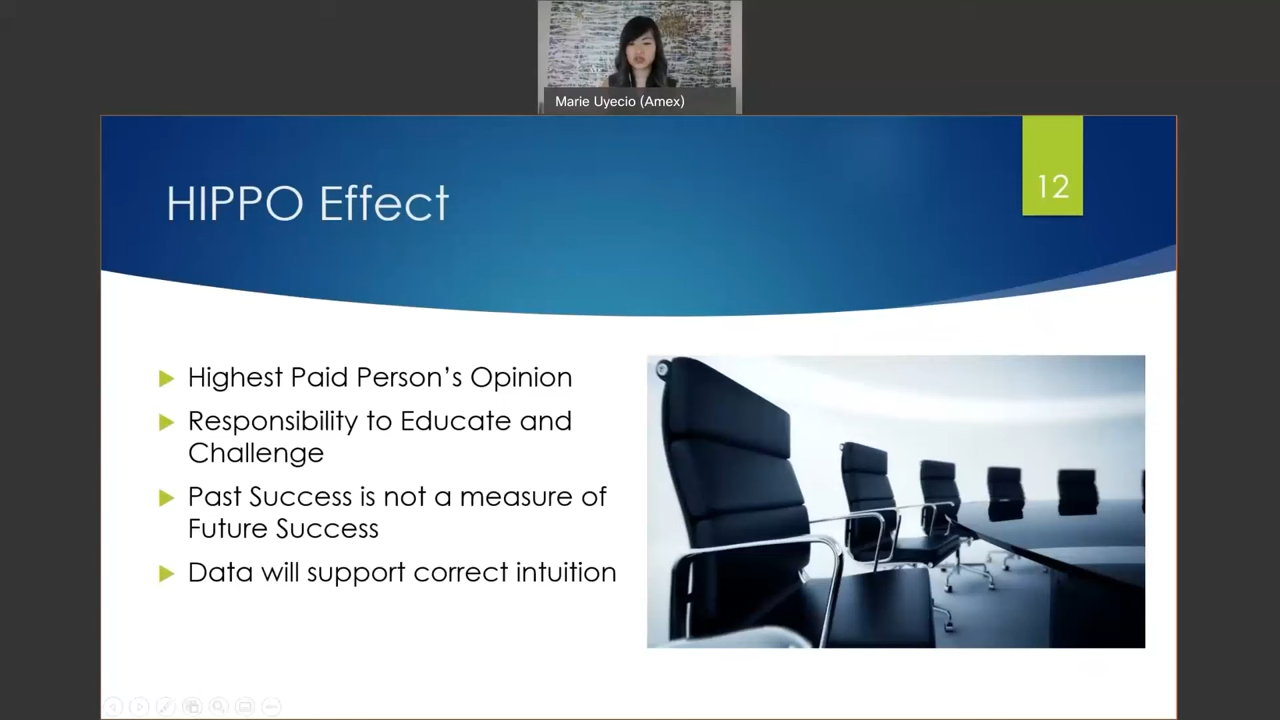 Marie Uyecio (Amex)
HIPPO Effect
12
Highest Paid Person's Opinion
Responsibility to Educate and
Challenge
Past Success is not a measure of
Future Success
Data will support correct intuition